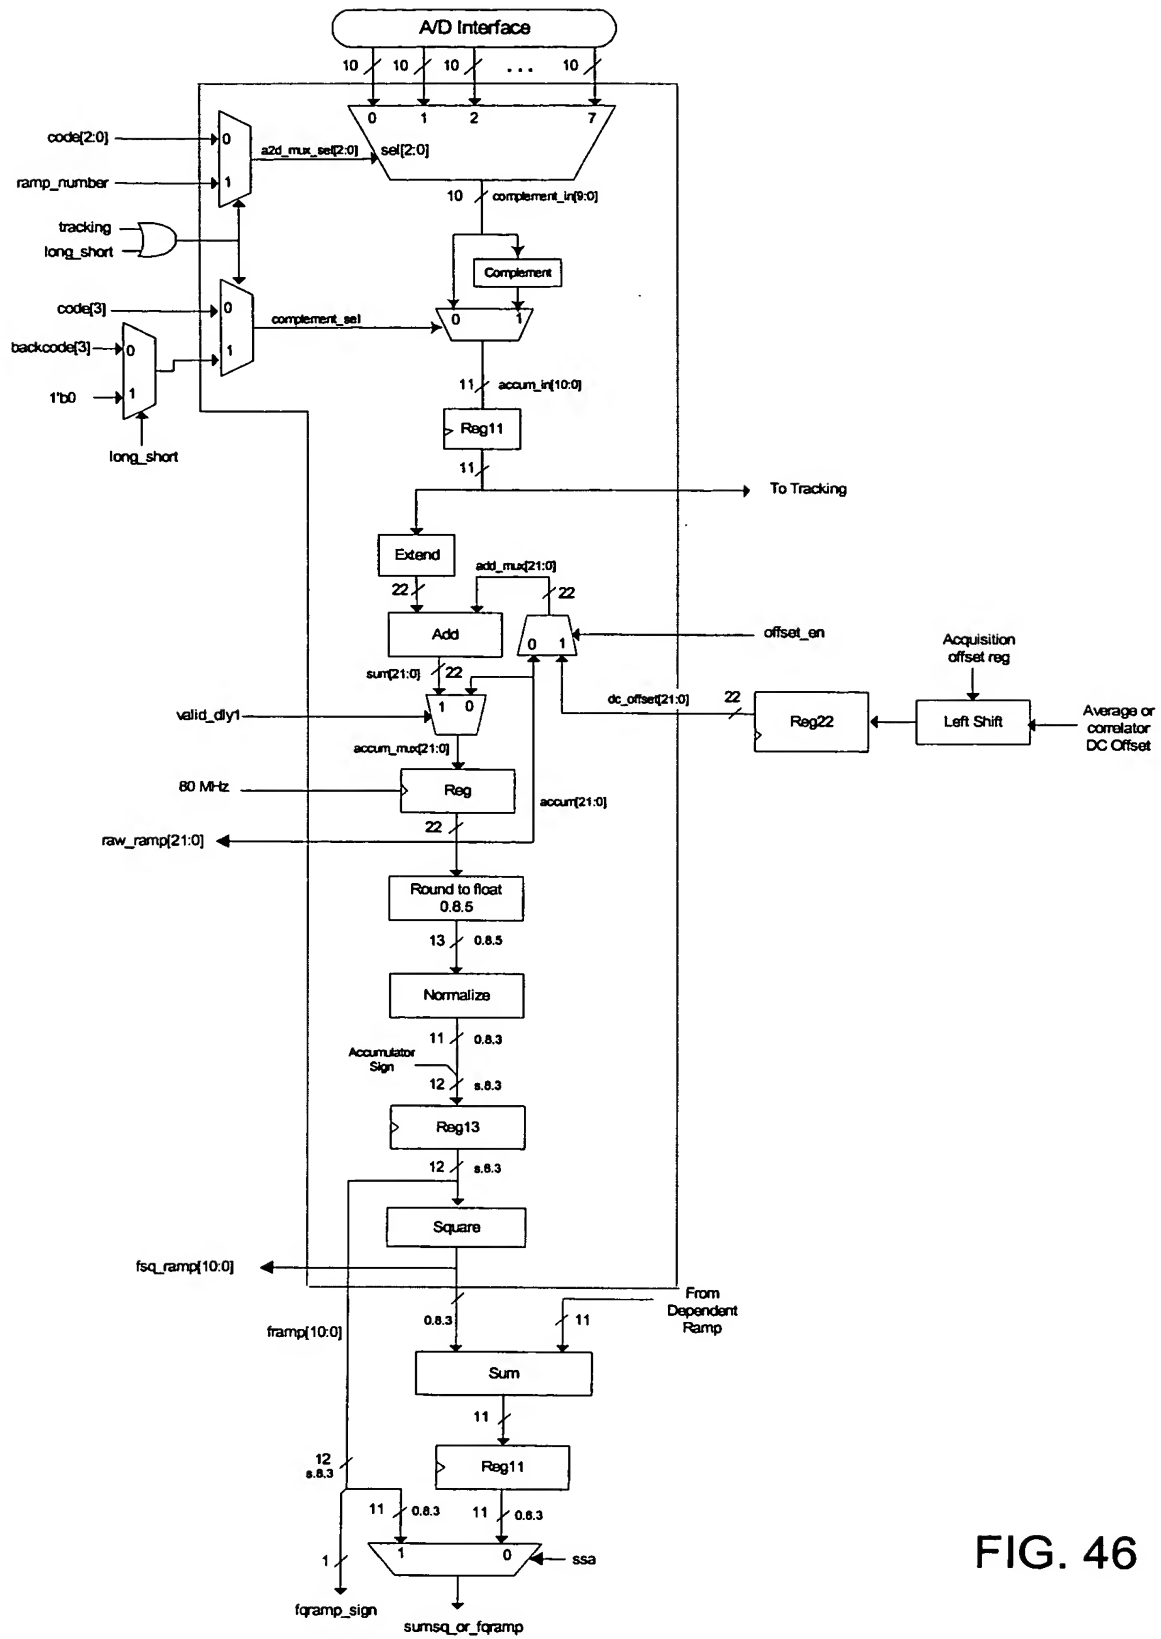 A/D Interface
10 10 10 ... 10
0 1 2 7
code[2:0]
0
a2d_mux_sel[2:0]
sel[2:0]
ramp_number
1
10
complement_in[9:0]
tracking
long_short
Complement
code[3]
0
complement_sel
0 1
backcode[3]
0
1
1'b0
1
11
accum_in[10:0]
long_short
Reg11
11
To Tracking
Extend
add_mux[21:0]
22
22
Add
0 1
offset_en
Acquisition
offset reg
sum[21:0]
22
dc_offset[21:0]
22
valid_dly1
1 0
Reg22
Left Shift
Average or
correlator
DC Offset
accum_mux[21:0]
80 MHz
Reg
accum[21:0]
22
raw_ramp[21:0]
Round to float
0.8.5
13
0.8.5
Normalize
11
0.8.3
Accumulator
Sign
12
s.8.3
Reg13
12
s.8.3
Square
fsq_ramp[10:0]
From
Dependent
Ramp
0.8.3
11
framp[10:0]
Sum
11
12
s.8.3
Reg11
11
0.8.3
11
0.8.3
1 0
ssa
1
fqramp_sign
sumsq_or_fqramp
FIG. 46